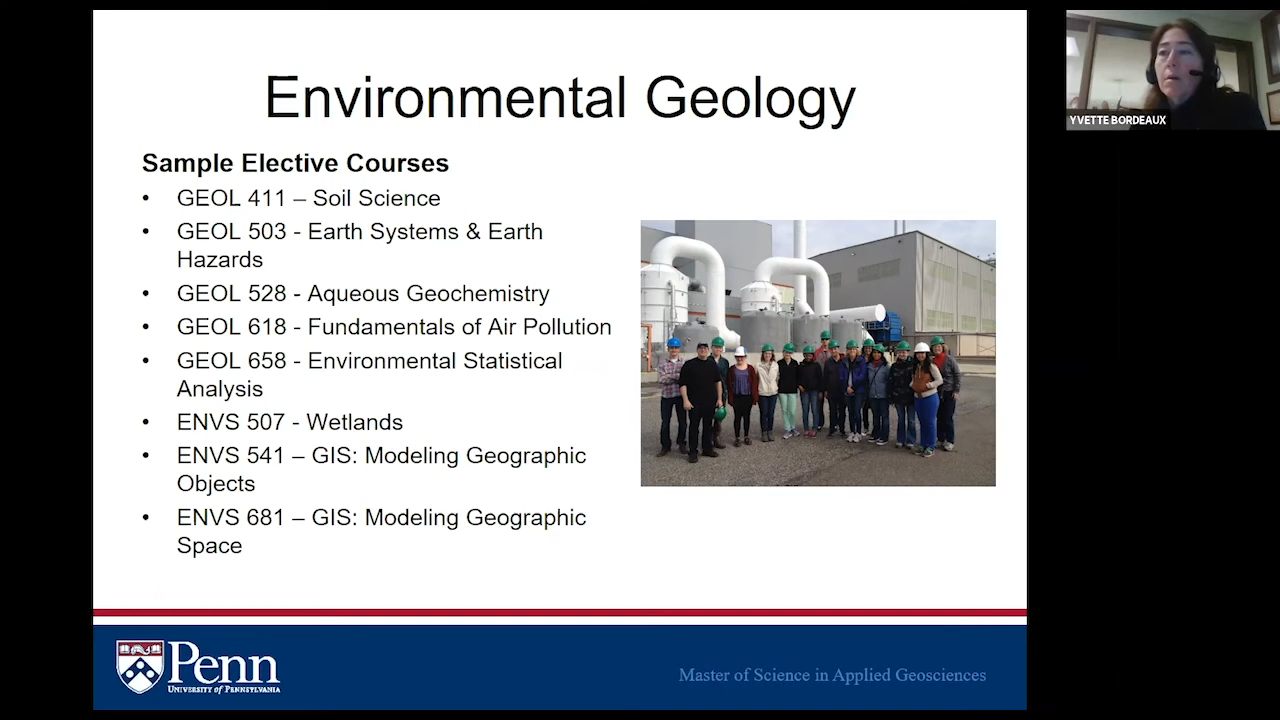 Environmental Geology
YVETTE BORDEAUX
Sample Elective Courses
• GEOL 411 – Soil Science
• GEOL 503 - Earth Systems & Earth
Hazards
• GEOL 528 - Aqueous Geochemistry
• GEOL 618 - Fundamentals of Air Pollution
• GEOL 658 - Environmental Statistical
Analysis
• ENVS 507 - Wetlands
• ENVS 541 – GIS: Modeling Geographic
Objects
• ENVS 681 – GIS: Modeling Geographic
Space
Penn
UNIVERSITY of PENNSYLVANIA
Master of Science in Applied Geosciences